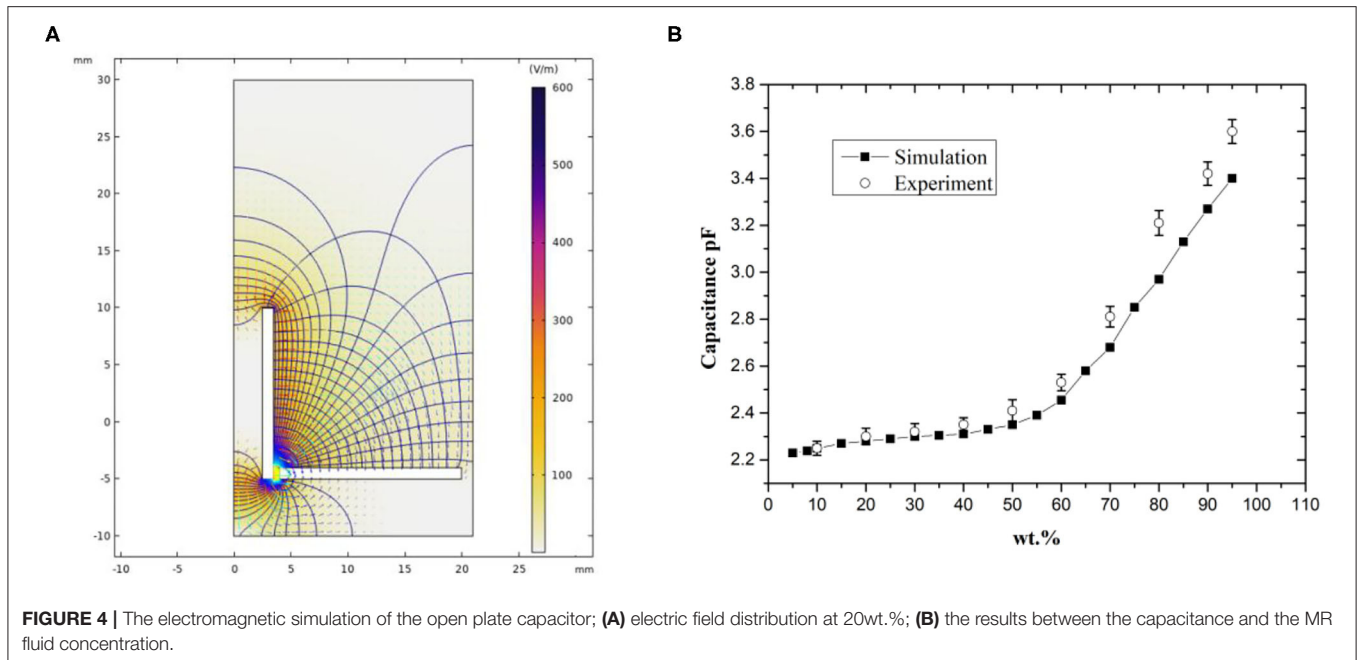 A
mm
(V/m)
30
25
20
15
10
5
0
-5
-10
-10
-5
0
5
10
15
20
25
mm
600
500
400
300
200
100
B
3.8
3.6
3.4
3.2
3.0
2.8
2.6
2.4
2.2
Capacitance pF
Simulation
Experiment
0 10 20 30 40 50 60 70 80 90 100 110
wt.%
FIGURE 4 | The electromagnetic simulation of the open plate capacitor; (A) electric field distribution at 20wt.%; (B) the results between the capacitance and the MR
fluid concentration.